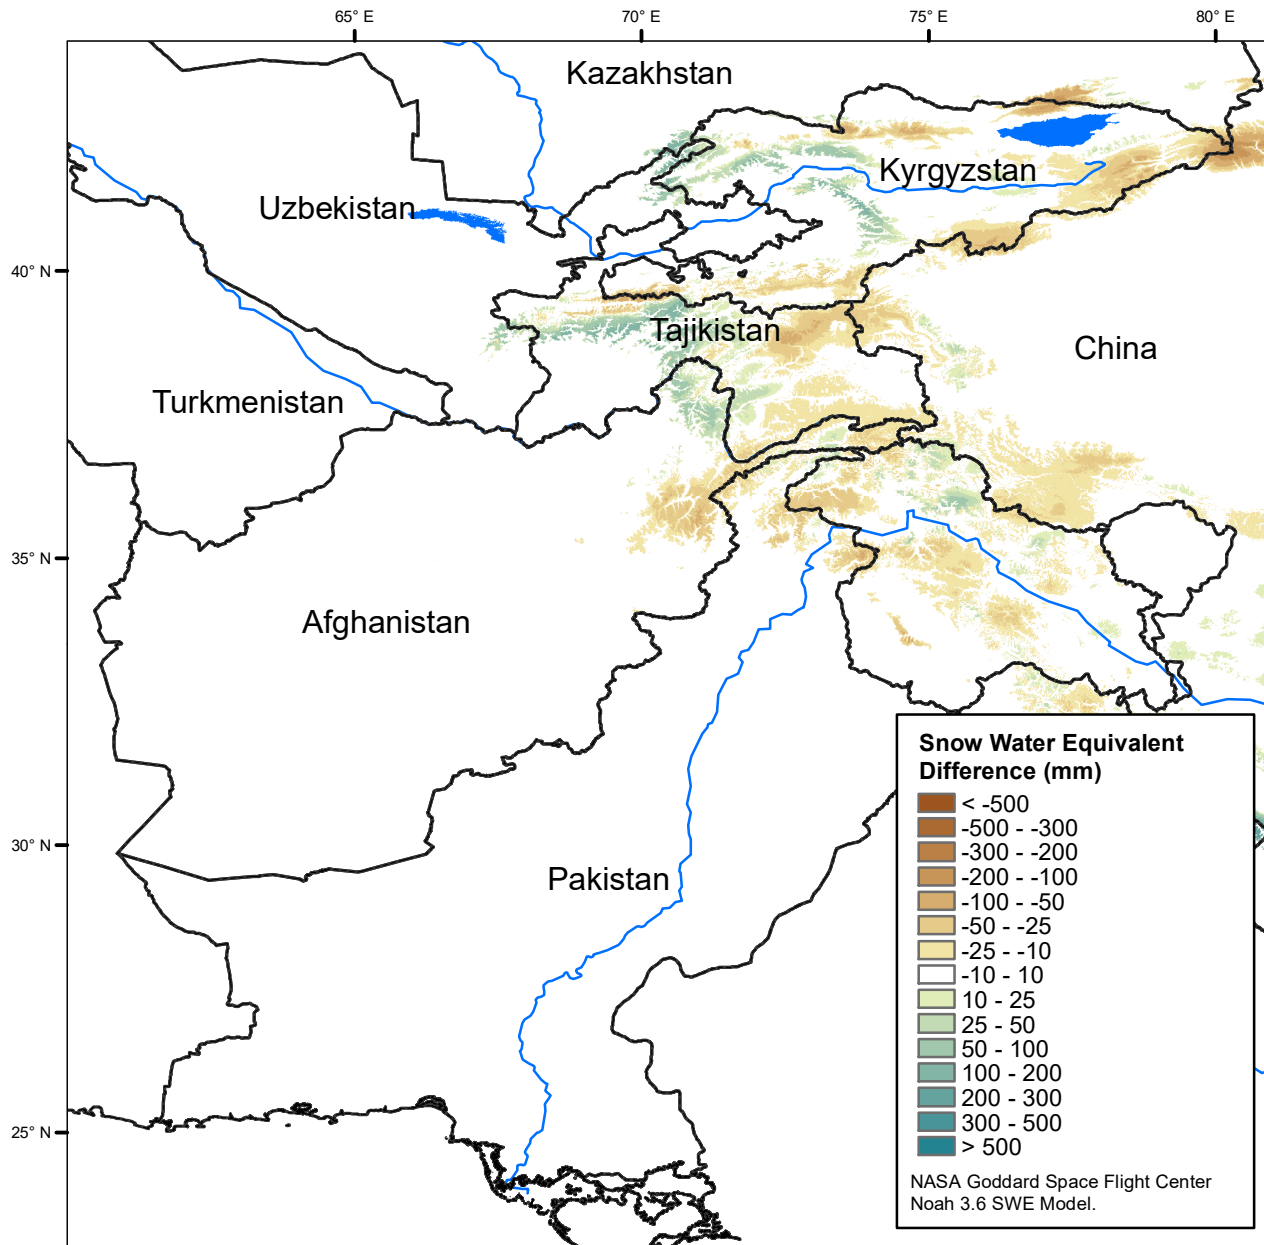 65° E
70° E
75° E
80° E
Kazakhstan
Kyrgyzstan
Uzbekistan
40° N
Tajikistan
China
Turkmenistan
35° N
Afghanistan
30° N
Pakistan
25° N
Snow Water Equivalent
Difference (mm)
< -500
-500 - -300
-300 - -200
-200 - -100
-100 - -50
-50 - -25
-25 - -10
-10 - 10
10 - 25
25 - 50
50 - 100
100 - 200
200 - 300
300 - 500
> 500
NASA Goddard Space Flight Center
Noah 3.6 SWE Model.